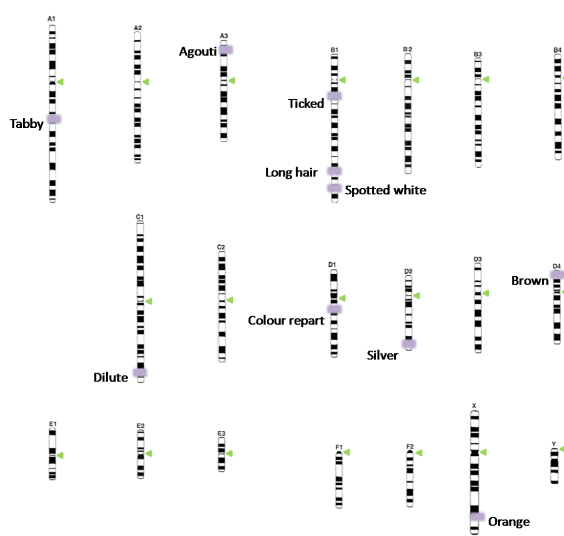 A1
A2
A3
Agouti
B1
B2
B3
B4
Ticked
Tabby
Long hair
Spotted white
C1
C2
D1
D2
D3
D4
Brown
Colour repart
Silver
Dilute
E1
E2
E3
F1
F2
X
Y
Orange